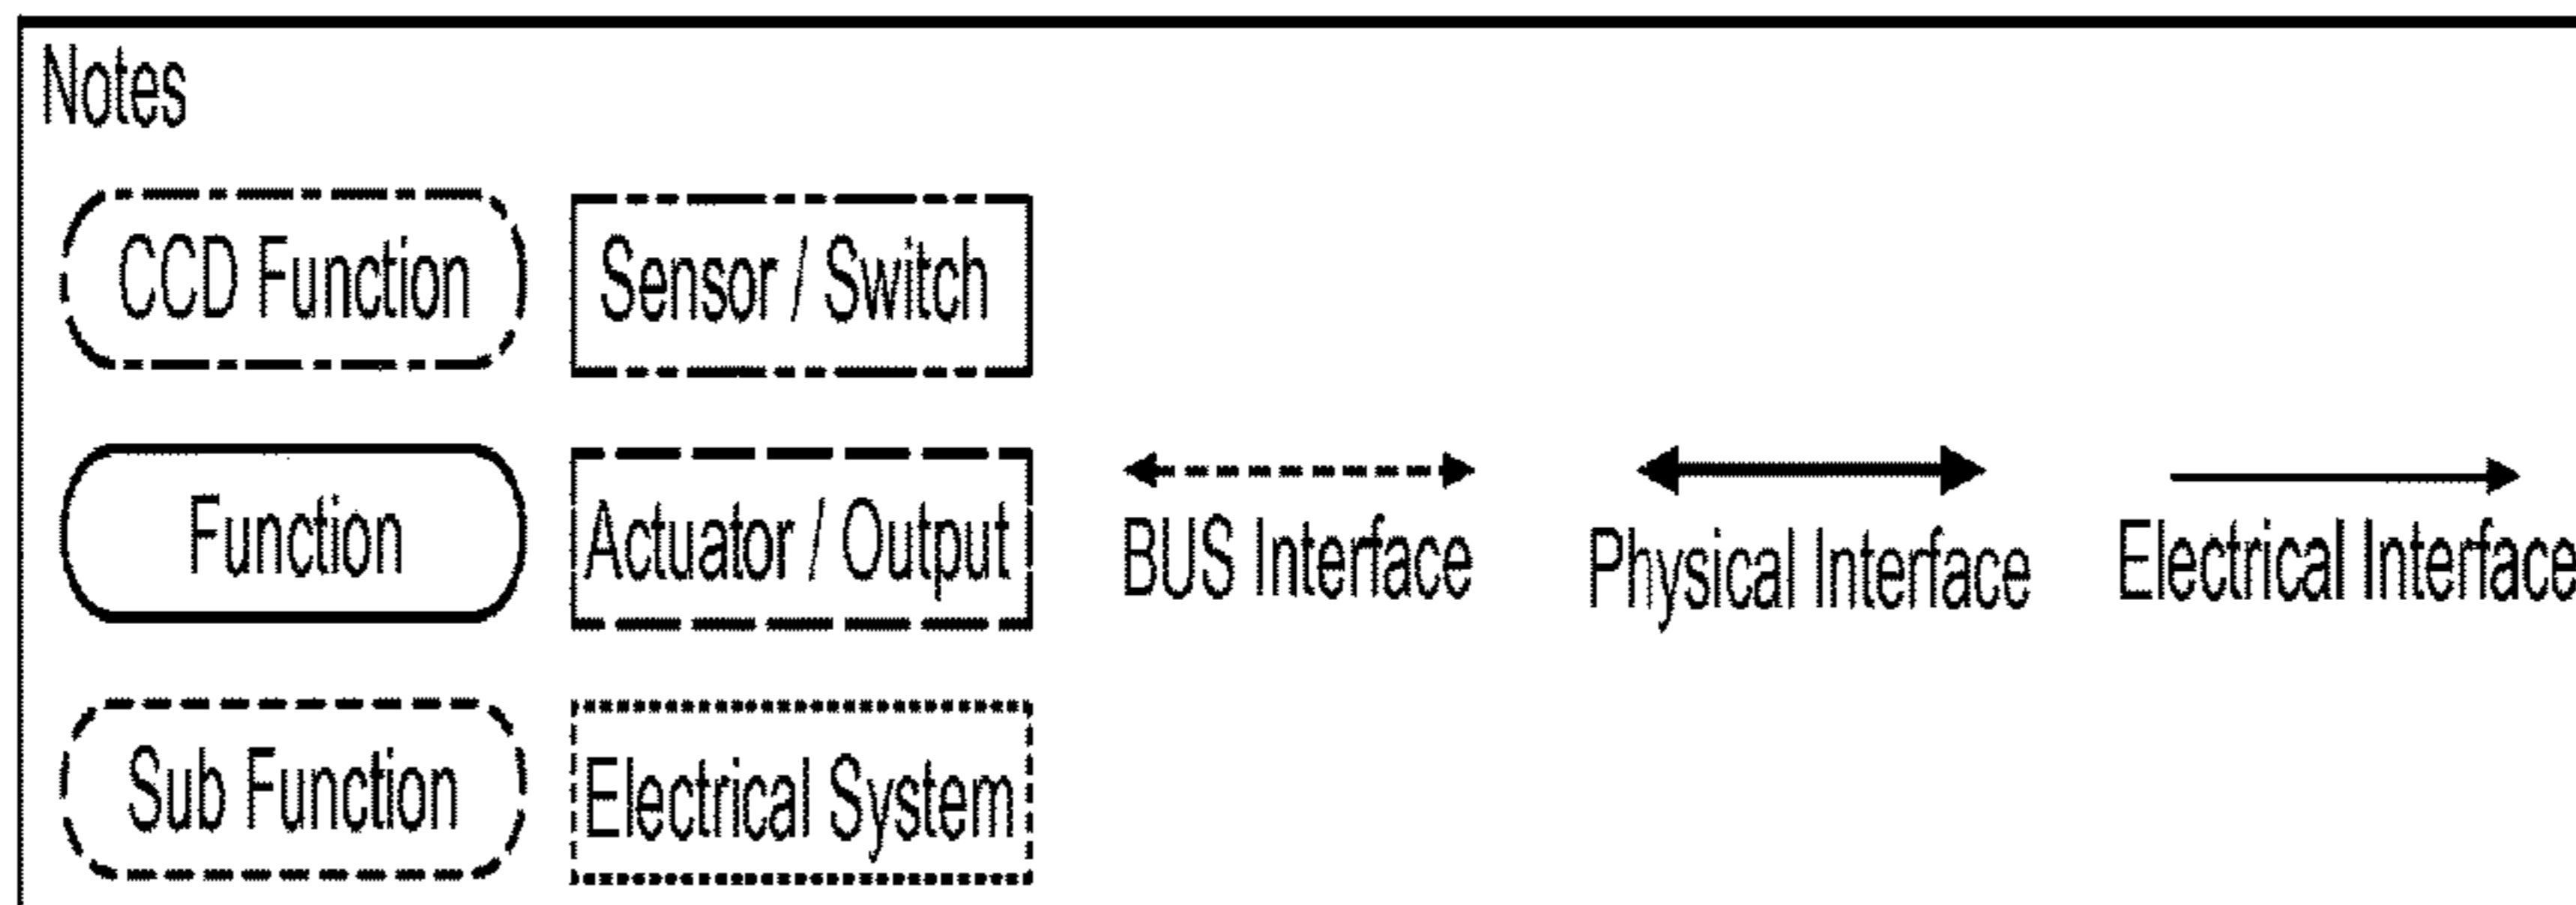 Notes
CCD Function
Sensor / Switch
Function
Actuator / Output
BUS Interface
Physical Interface
Electrical Interface
Sub Function
Electrical System